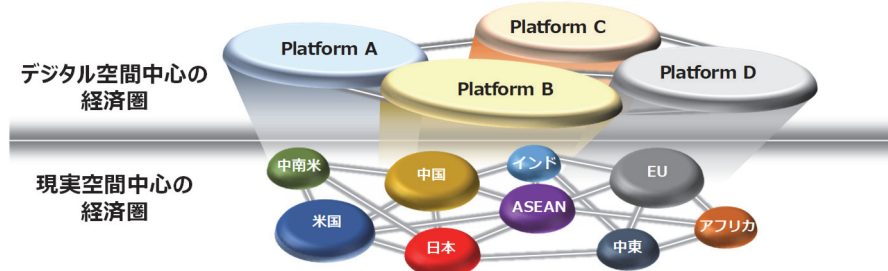 Platform A
Platform C
Platform B
Platform D
デジタル空間中心の
経済圏
現実空間中心の
経済圏
中南米
中国
インド
EU
米国
日本
ASEAN
中東
アフリカ